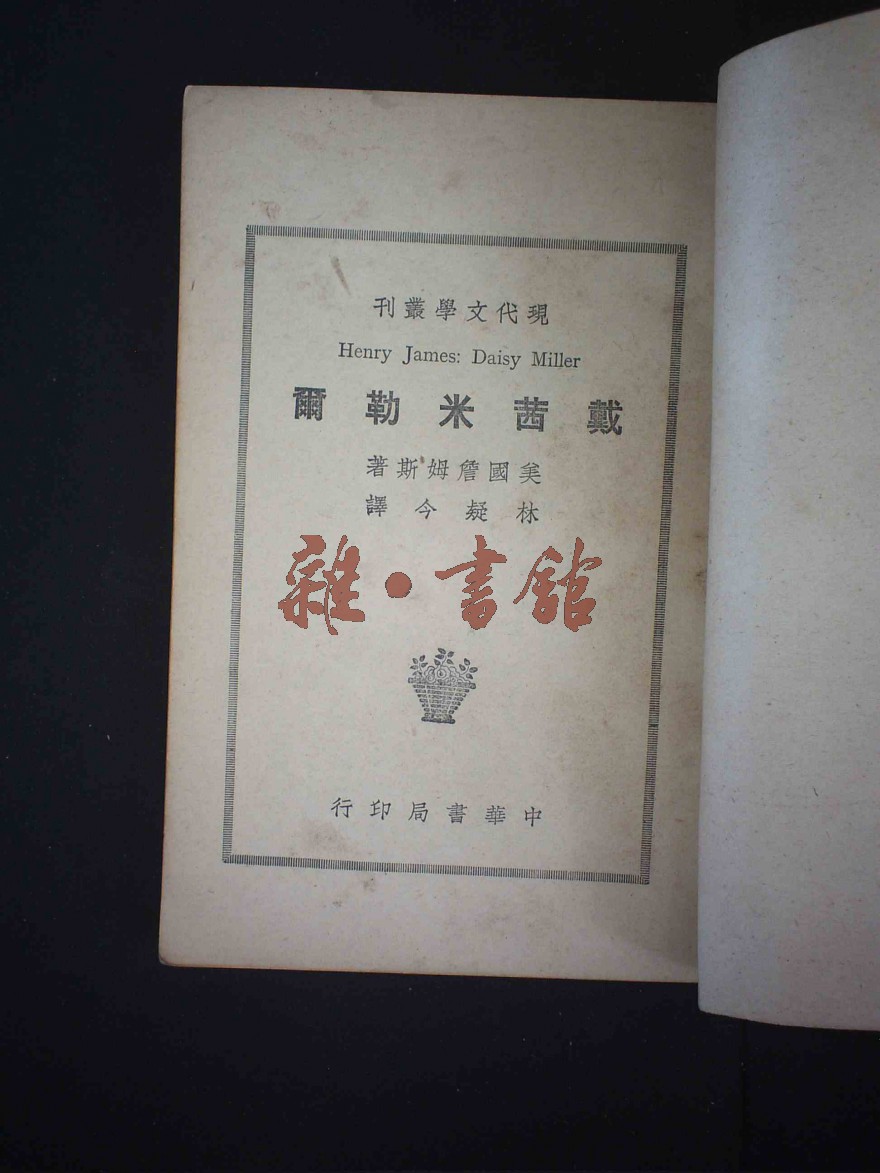 現代文學叢刊
Henry James: Daisy Miller
戴茜米勒爾
美國詹姆斯著
林疑今譯
雜·書舘
中華書局印行